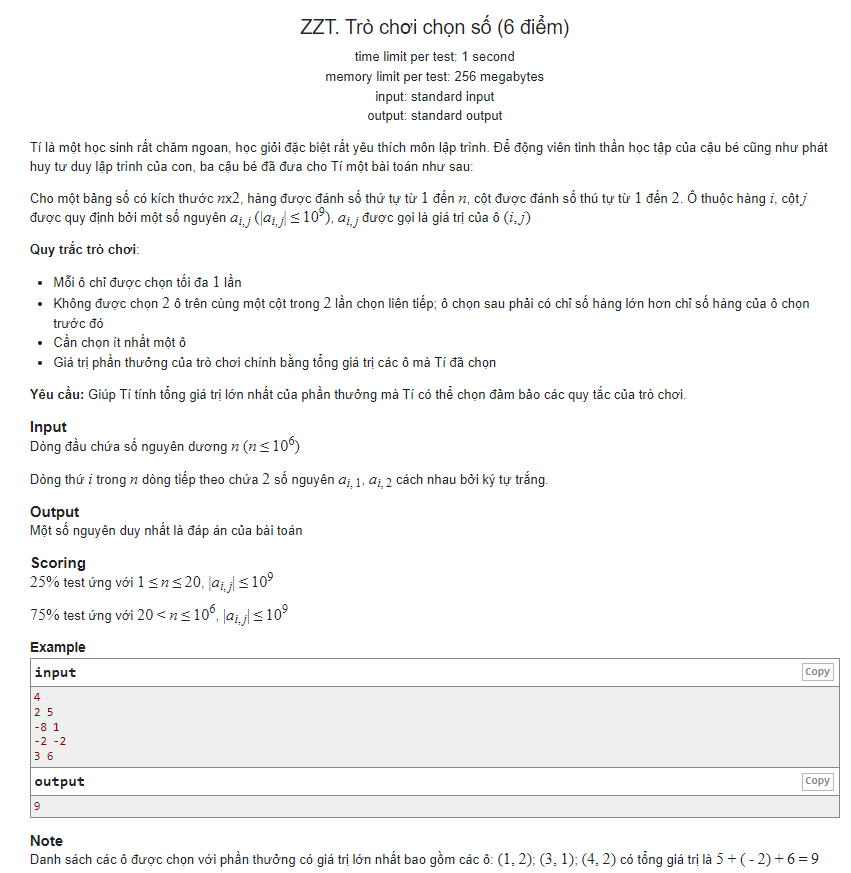 ZZT. Trò chơi chọn số (6 điểm)
time limit per test: 1 second
memory limit per test: 256 megabytes
input: standard input
output: standard output
Tí là một học sinh rất chăm ngoan, học giỏi đặc biệt rất yêu thích môn lập trình. Để động viên tinh thần học tập của cậu bé cũng như phát
huy tư duy lập trình của con, ba cậu bé đã đưa cho Tí một bài toán như sau:
Cho một bảng số có kích thước nx2, hàng được đánh số thứ tự từ 1 đến n, cột được đánh số thú tự từ 1 đến 2. Ô thuộc hàng i, cột j
được quy định bởi một số nguyên a_{i,j} (|a_{i,j}| ≤ 10^9), a_{i,j} được gọi là giá trị của ô (i,j)
Quy trắc trò chơi:
• Mỗi ô chỉ được chọn tối đa 1 lần
• Không được chọn 2 ô trên cùng một cột trong 2 lần chọn liên tiếp; ô chọn sau phải có chỉ số hàng lớn hơn chỉ số hàng của ô chọn
trước đó
• Cần chọn ít nhất một ô
• Giá trị phần thưởng của trò chơi chính bằng tổng giá trị các ô mà Tí đã chọn
Yêu cầu: Giúp Tí tính tổng giá trị lớn nhất của phần thưởng mà Tí có thể chọn đảm bảo các quy tắc của trò chơi.
Input
Dòng đầu chứa số nguyên dương n (n ≤ 10^6)
Dòng thứ i trong n dòng tiếp theo chứa 2 số nguyên a_{i,1}, a_{i,2} cách nhau bởi ký tự trắng.
Output
Một số nguyên duy nhất là đáp án của bài toán
Scoring
25% test ứng với 1 ≤ n ≤ 20, |a_{i,j}| ≤ 10^9
75% test ứng với 20 < n ≤ 10^6, |a_{i,j}| ≤ 10^9
Example
input Copy
4
2 5
-8 1
-2 -2
3 6
output Copy
9
Note
Danh sách các ô được chọn với phần thưởng có giá trị lớn nhất bao gồm các ô: (1, 2); (3, 1); (4, 2) có tổng giá trị là 5 + ( - 2) + 6 = 9